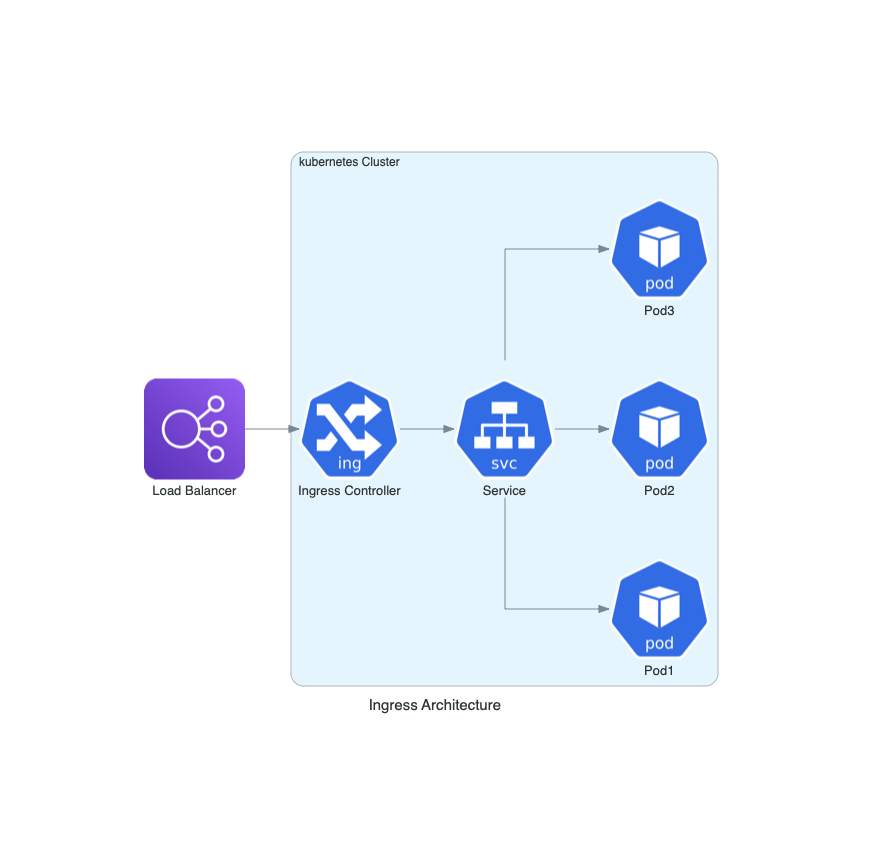 kubernetes Cluster
pod
Pod3
Load Balancer
ing
Ingress Controller
svc
Service
pod
Pod2
pod
Pod1
Ingress Architecture